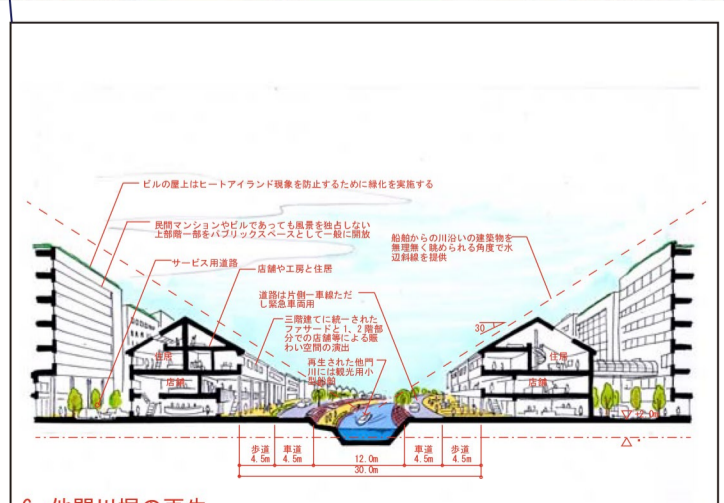 ビルの屋上はヒートアイランド現象を防止するために緑化を実施する
民間マンションやビルであっても風景を独占しない
上部階一部をパブリックスペースとして一般に開放
サービス用道路
店舗や工房と住居
船舶からの川沿いの建築物を
無理無く眺められる角度で水
辺斜線を提供
道路は片側一車線ただ
し緊急車両用
三階建てに統一された
ファサードと1、2階部
分での店舗等による賑
わい空間の演出
30
再生された他門
川には観光用小
型船舶
住居
店舗
住居
店舗
2.0m
歩道
4.5m
車道
4.5m
12.0m
車道
4.5m
歩道
4.5m
30.0m